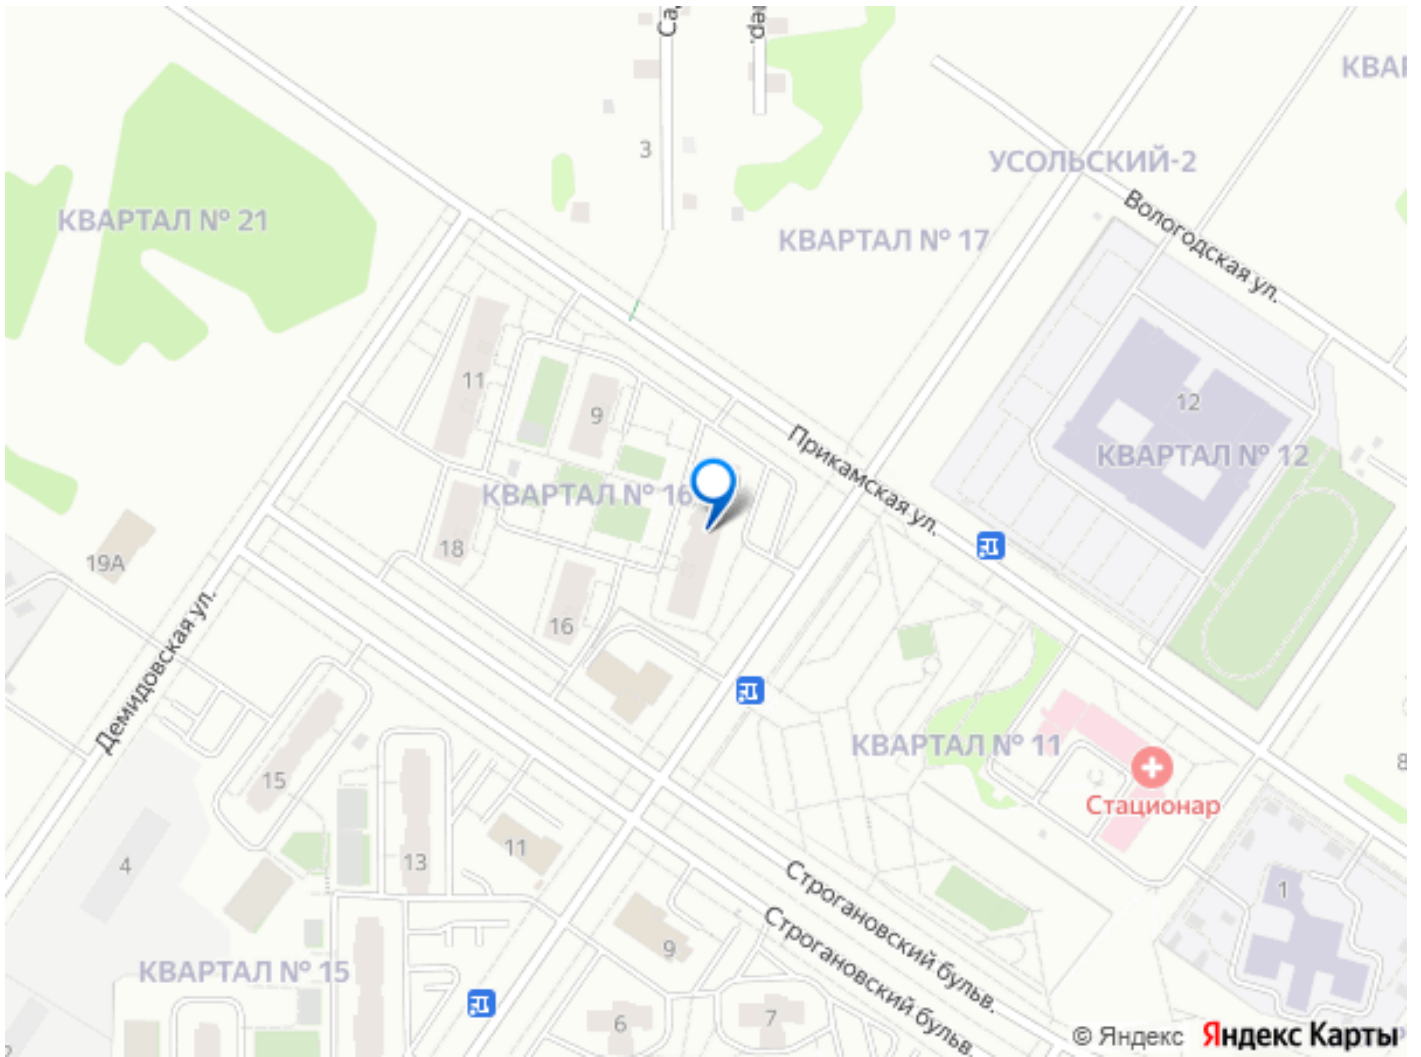 КВАРТАЛ № 21
3
УСОЛЬСКИЙ-2
КВАРТАЛ № 17
Вологодская ул.
11
9
12
Прикамская ул.
КВАРТАЛ № 12
КВАРТАЛ № 16
18
19А
16
Демидовская ул.
КВАРТАЛ № 11
15
Стационар
13
11
4
Строгановский бульв.
1
Строгановский бульв.
9
КВАРТАЛ № 15
6
7
© Яндекс Яндекс Карты